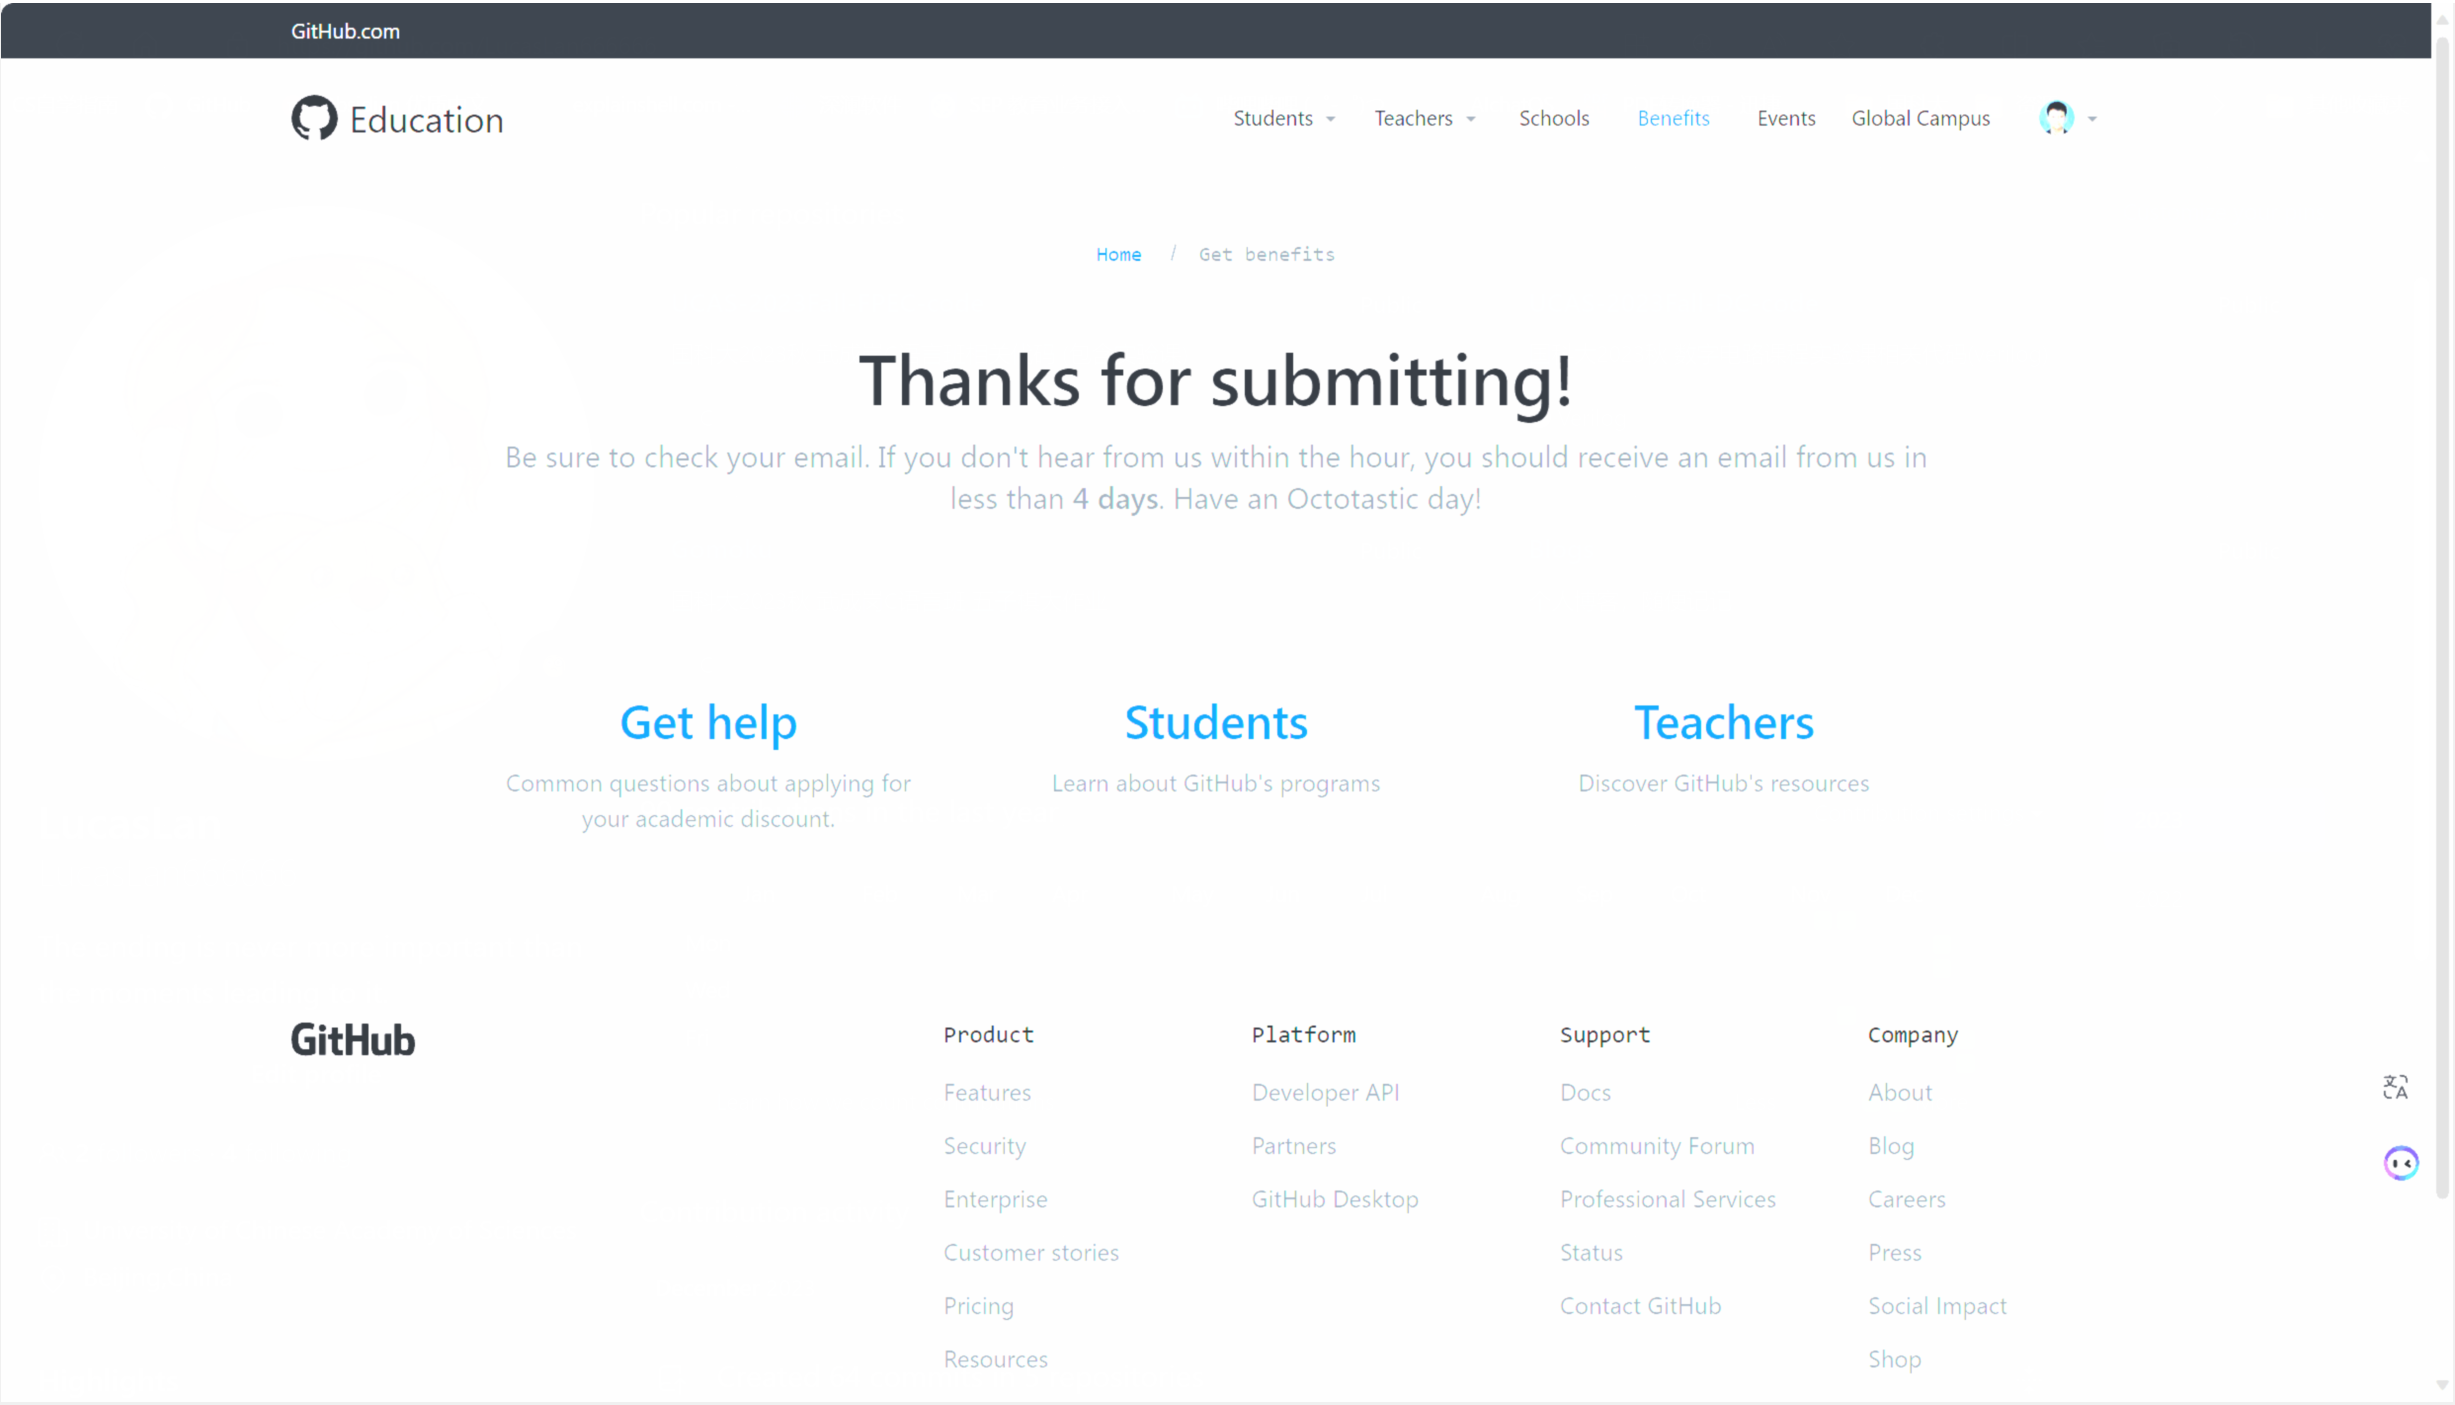 GitHub.com
Education
Students
Teachers
Schools
Benefits
Events
Global Campus
Home / Get benefits
Thanks for submitting!
Be sure to check your email. If you don't hear from us within the hour, you should receive an email from us in
less than 4 days. Have an Octotastic day!
Get help
Common questions about applying for
your academic discount.
Students
Learn about GitHub's programs
Teachers
Discover GitHub's resources
GitHub
Product
Features
Security
Enterprise
Customer stories
Pricing
Resources
Platform
Developer API
Partners
GitHub Desktop
Support
Docs
Community Forum
Professional Services
Status
Contact GitHub
Company
About
Blog
Careers
Press
Social Impact
Shop